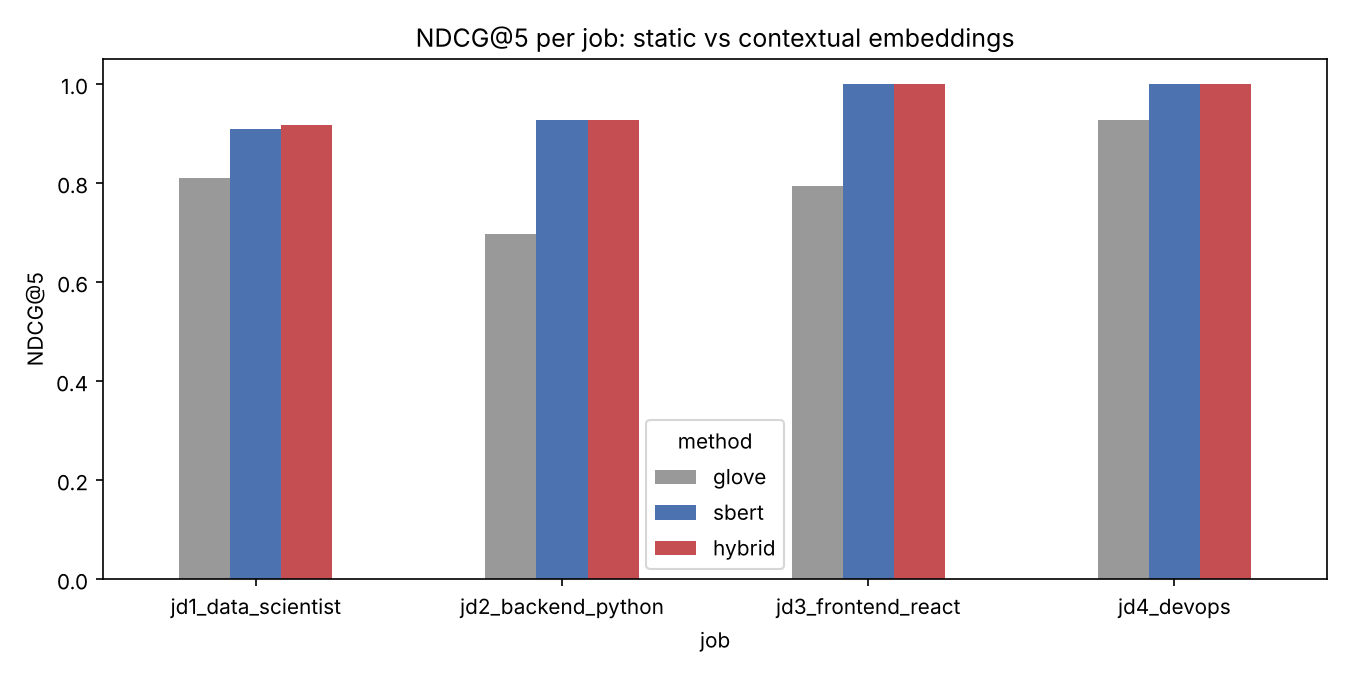 NDCG@5 per job: static vs contextual embeddings
NDCG@5
1.0
0.8
0.6
0.4
0.2
0.0
method
glove
sbert
hybrid
jd1_data_scientist
jd2_backend_python
jd3_frontend_react
jd4_devops
job